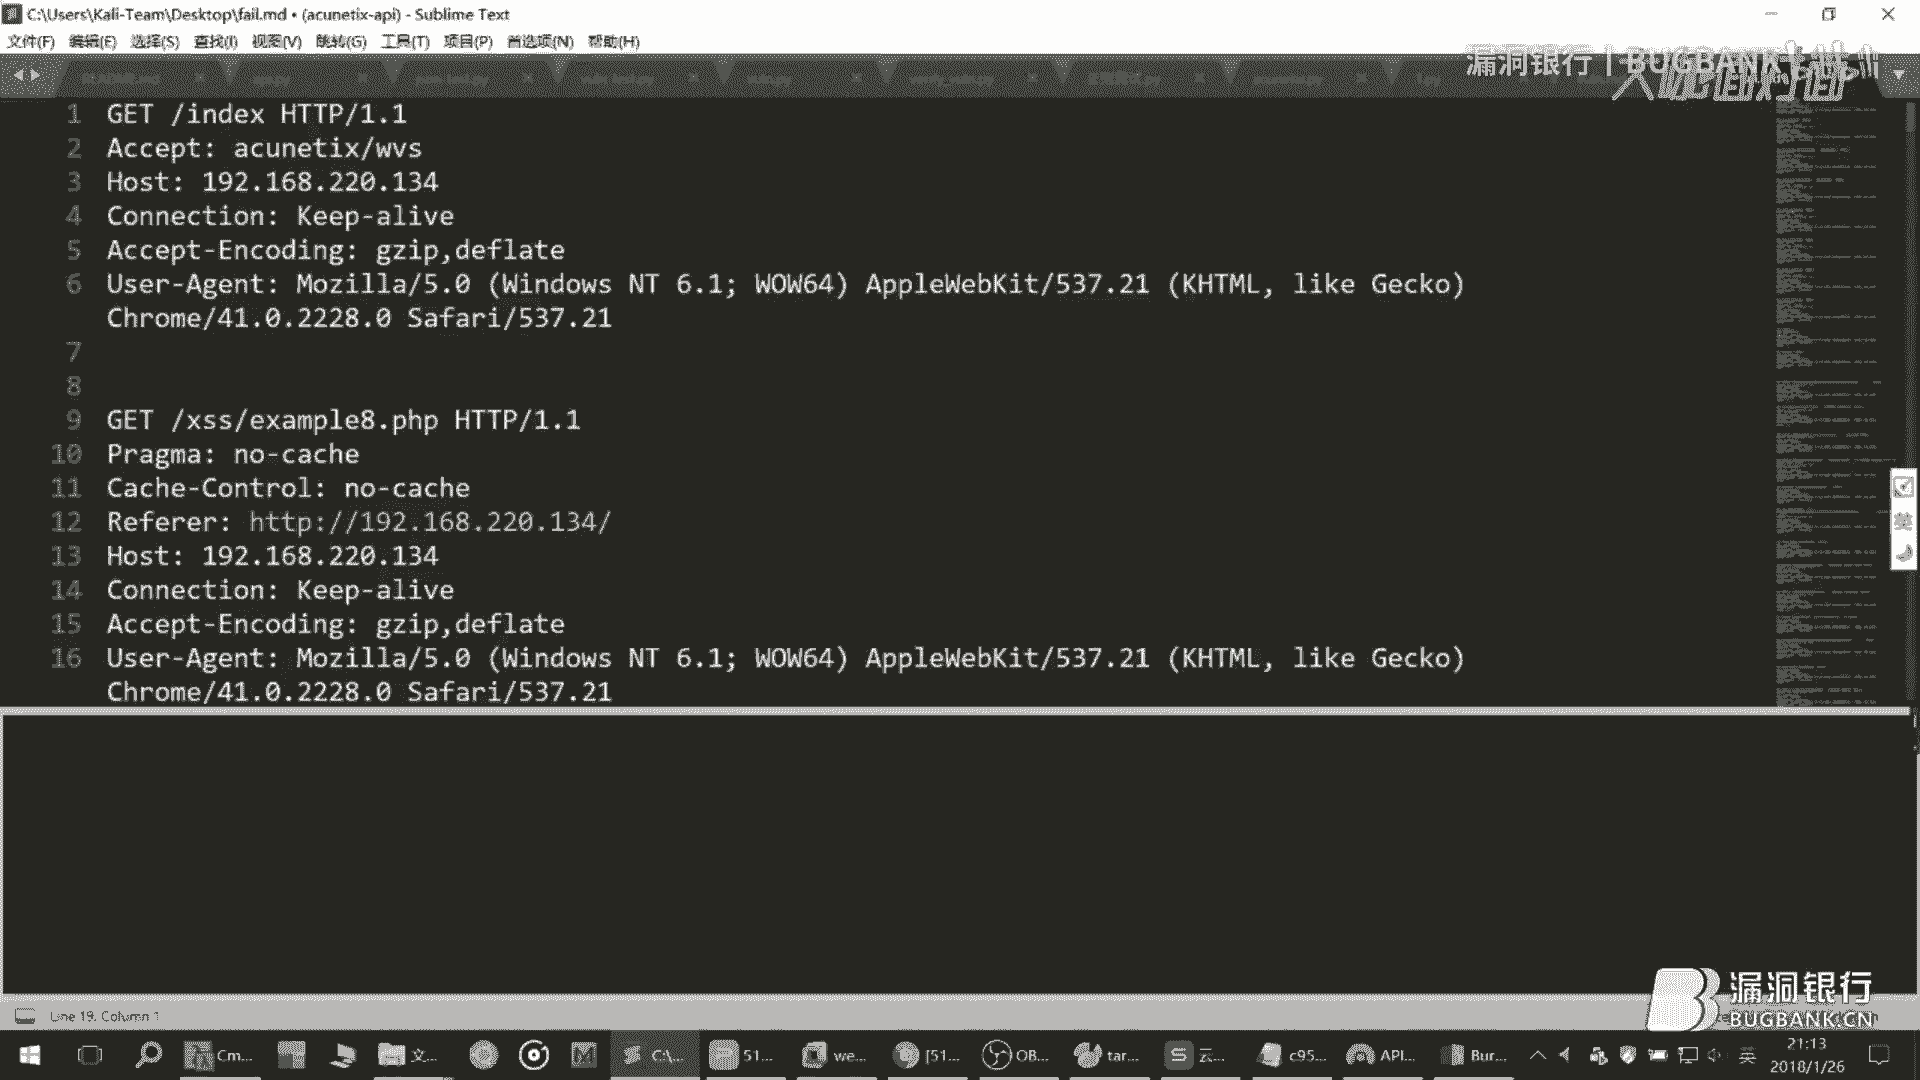 C:\Users\Kali-Team\Desktop\fail.md • (acunetix-api) - Sublime Text
文件(F) 编辑(E) 选择(S) 查找(I) 视图(V) 跳转(G) 工具(T) 项目(P) 首选项(N) 帮助(H)
漏洞银行 | BUGBANK
大咖面对面
1 GET /index HTTP/1.1
2 Accept: acunetix/wvs
3 Host: 192.168.220.134
4 Connection: Keep-alive
5 Accept-Encoding: gzip,deflate
6 User-Agent: Mozilla/5.0 (Windows NT 6.1; WOW64) AppleWebKit/537.21 (KHTML, like Gecko)
Chrome/41.0.2228.0 Safari/537.21
7
8
9 GET /xss/example8.php HTTP/1.1
10 Pragma: no-cache
11 Cache-Control: no-cache
12 Referer: http://192.168.220.134/
13 Host: 192.168.220.134
14 Connection: Keep-alive
15 Accept-Encoding: gzip,deflate
16 User-Agent: Mozilla/5.0 (Windows NT 6.1; WOW64) AppleWebKit/537.21 (KHTML, like Gecko)
Chrome/41.0.2228.0 Safari/537.21
英
漏洞银行
BUGBANK.CN
Line 19, Column 1
Cm... 文... C:\... 51... we... [51... OB... tar... S 云... c95... API... Bur... 英
21:13
2018/1/26